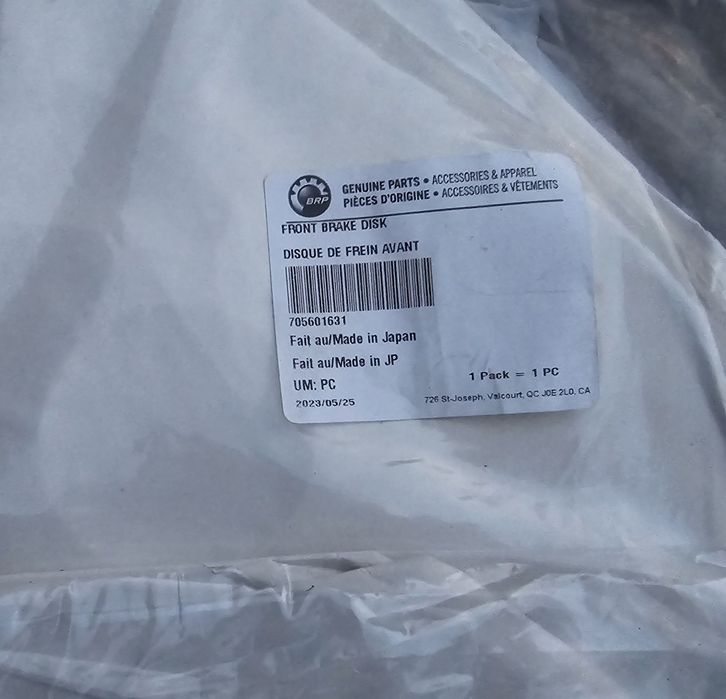 BRP
GENUINE PARTS • ACCESSORIES & APPAREL
PIÈCES D'ORIGINE • ACCESSOIRES & VÊTEMENTS
FRONT BRAKE DISK
DISQUE DE FREIN AVANT
705601631
Fait au/Made in Japan
Fait au/Made in JP
UM: PC
1 Pack = 1 PC
2023/05/25
726 St-Joseph, Valcourt, QC J0E 2L0, CA